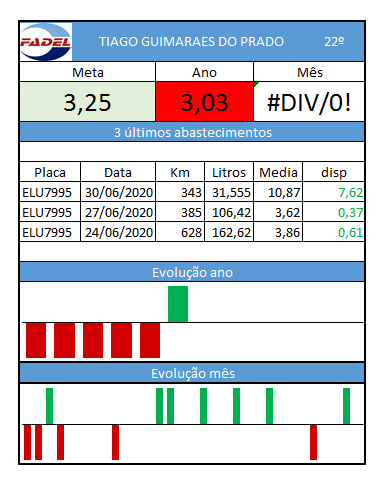 FADEL TIAGO GUIMARAES DO PRADO 22º
Meta Ano Mês
3,25 3,03 #DIV/0!
3 últimos abastecimentos
Placa Data Km Litros Media disp
ELU7995 30/06/2020 343 31,555 10,87 7,62
ELU7995 27/06/2020 385 106,42 3,62 0,37
ELU7995 24/06/2020 628 162,62 3,86 0,61
Evolução ano
Evolução mês